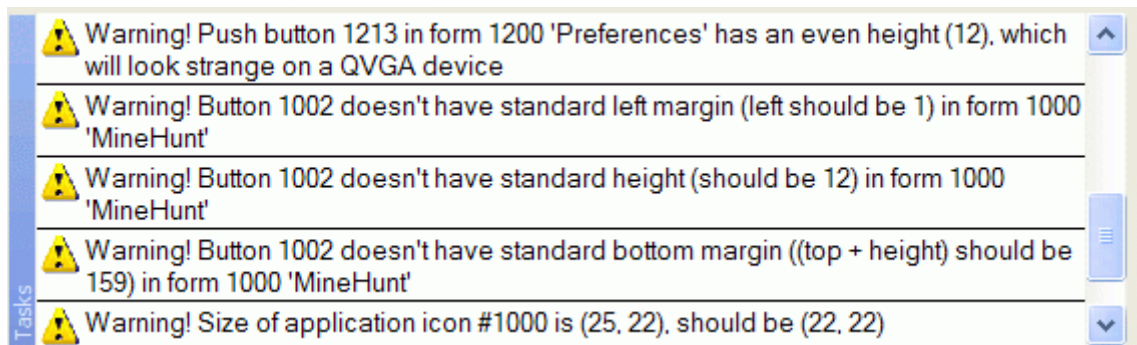 Warning! Push button 1213 in form 1200 'Preferences' has an even height (12), which
will look strange on a QVGA device
Warning! Button 1002 doesn't have standard left margin (left should be 1) in form 1000
'MineHunt'
Warning! Button 1002 doesn't have standard height (should be 12) in form 1000
'MineHunt'
Warning! Button 1002 doesn't have standard bottom margin ((top + height) should be
159) in form 1000 'MineHunt'
Warning! Size of application icon #1000 is (25, 22), should be (22, 22)
Tasks